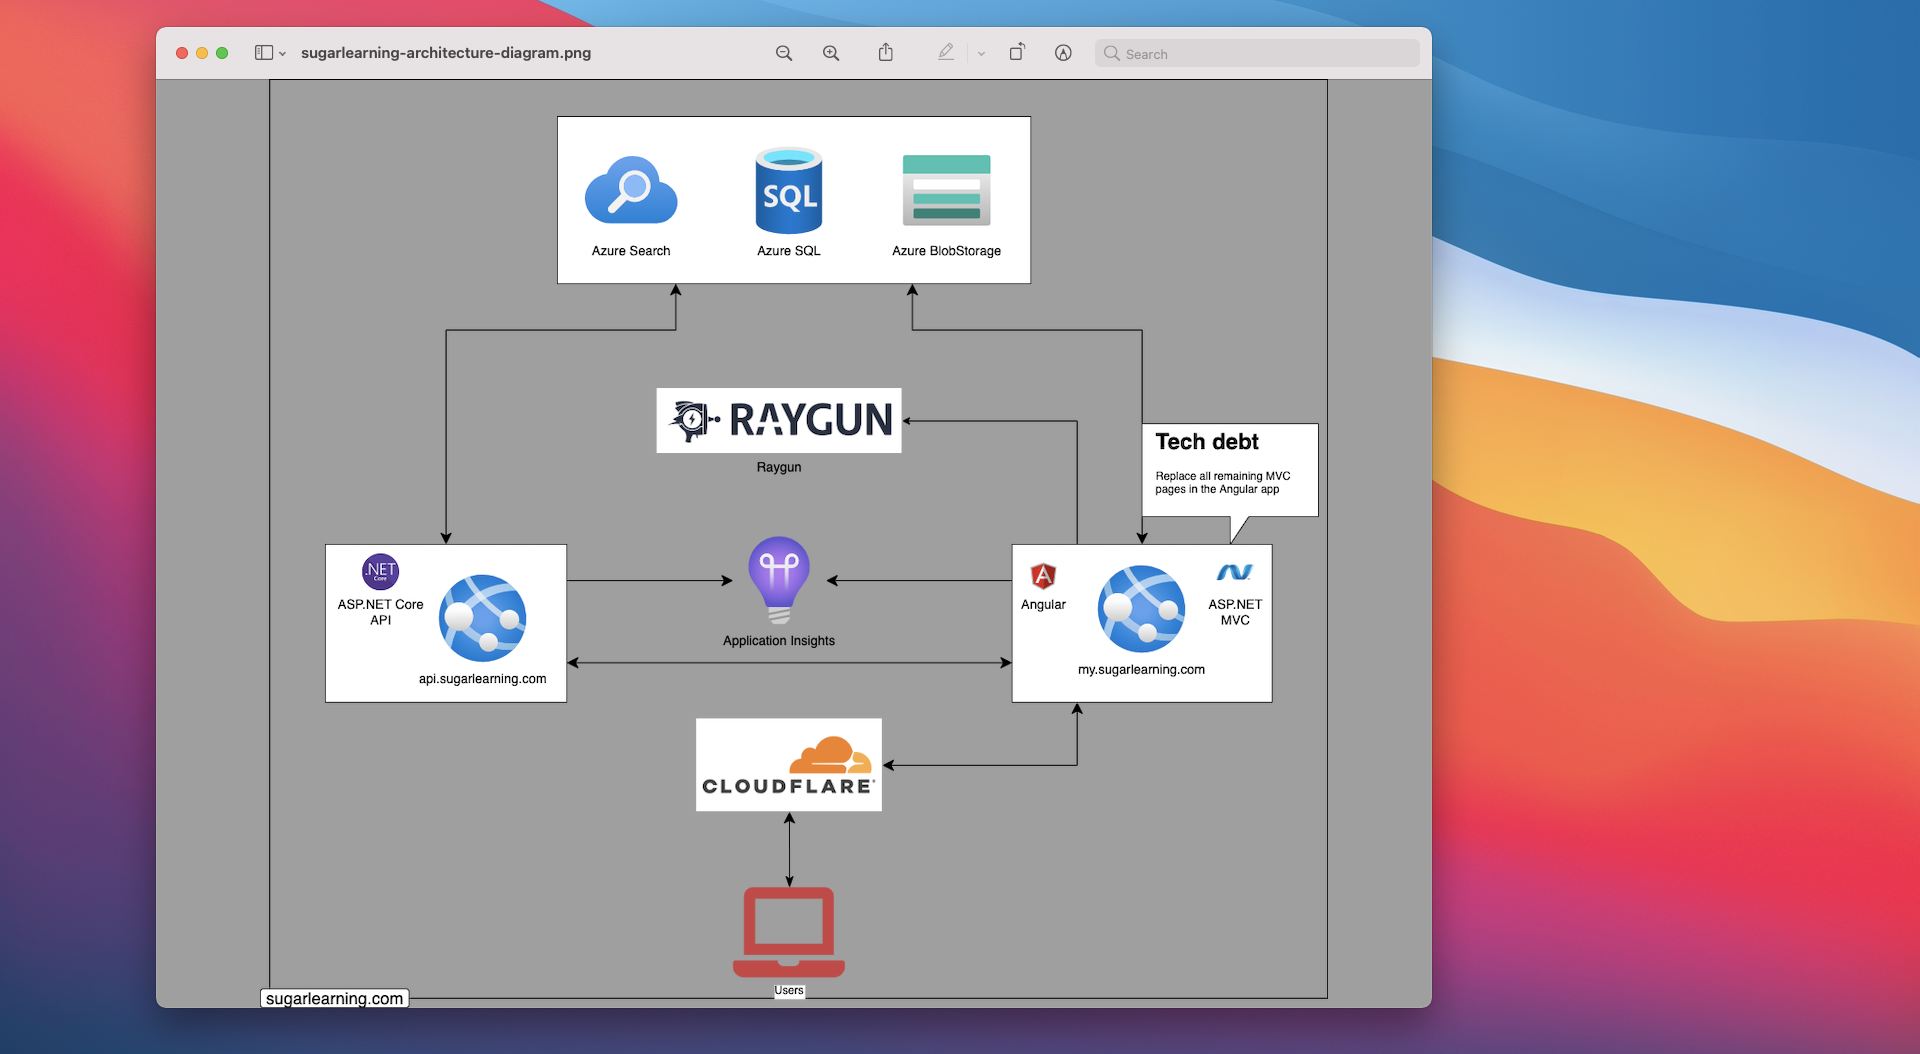 sugarlearning-architecture-diagram.png
Search
SQL
Azure Search
Azure SQL
Azure BlobStorage
RAYGUN
Raygun
Tech debt
Replace all remaining MVC
pages in the Angular app
.NET
Core
ASP.NET Core
API
api.sugarlearning.com
Application Insights
A
Angular
ASP.NET
MVC
my.sugarlearning.com
CLOUDFLARE
Users
sugarlearning.com